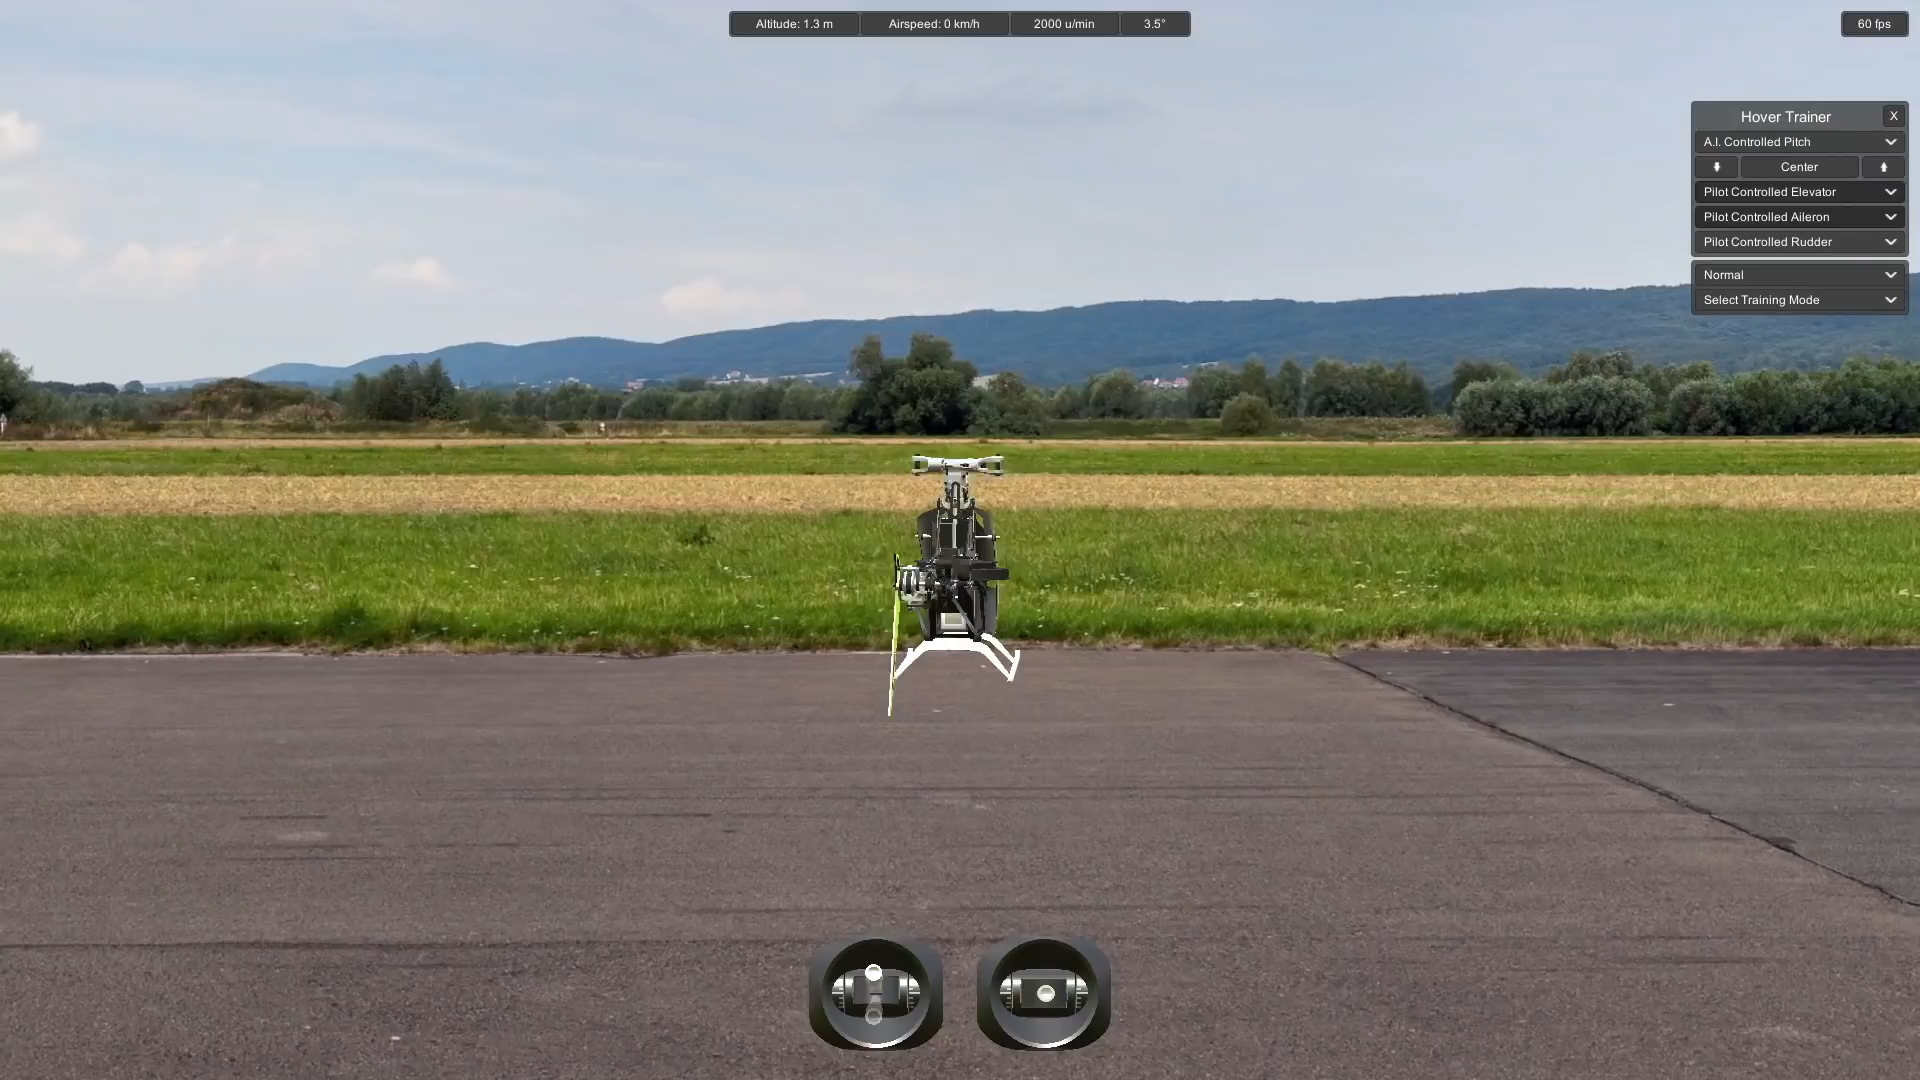 Altitude: 1.3 m Airspeed: 0 km/h 2000 u/min 3.5°
60 fps
Hover Trainer X
A.I. Controlled Pitch
Center
Pilot Controlled Elevator
Pilot Controlled Aileron
Pilot Controlled Rudder
Normal
Select Training Mode